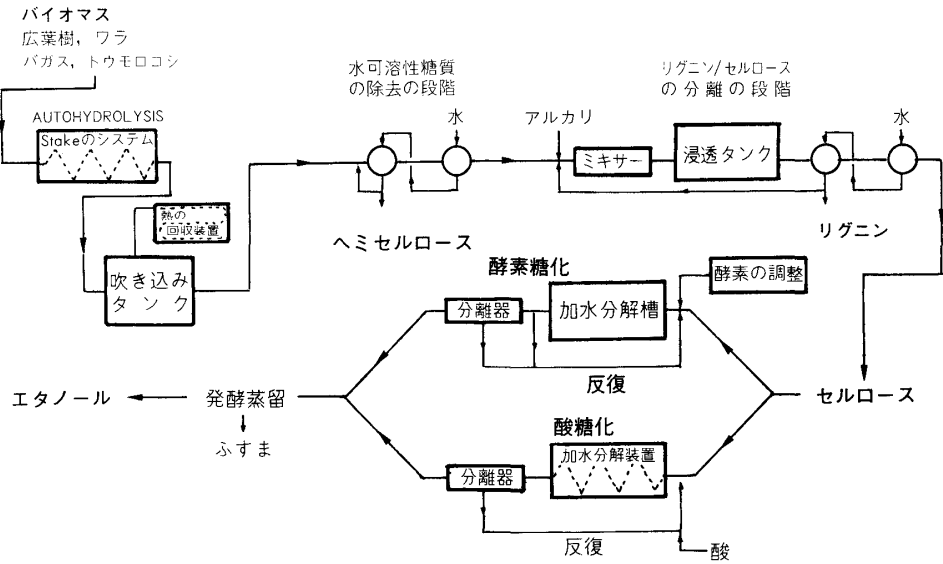 バイオマス
広葉樹, ワラ
バガス, トウモロコシ
AUTOHYDROLYSIS
Stakeのシステム
熱の
回収装置
吹き込み
タンク
水可溶性糖質
の除去の段階
水
ヘミセルロース
アルカリ
ミキサー
浸透タンク
リグニン/セルロース
の分離の段階
水
リグニン
酵素糖化
分離器
加水分解槽
酵素の調整
反復
セルロース
エタノール
発酵蒸留
ふすま
酸糖化
分離器
加水分解装置
反復
酸